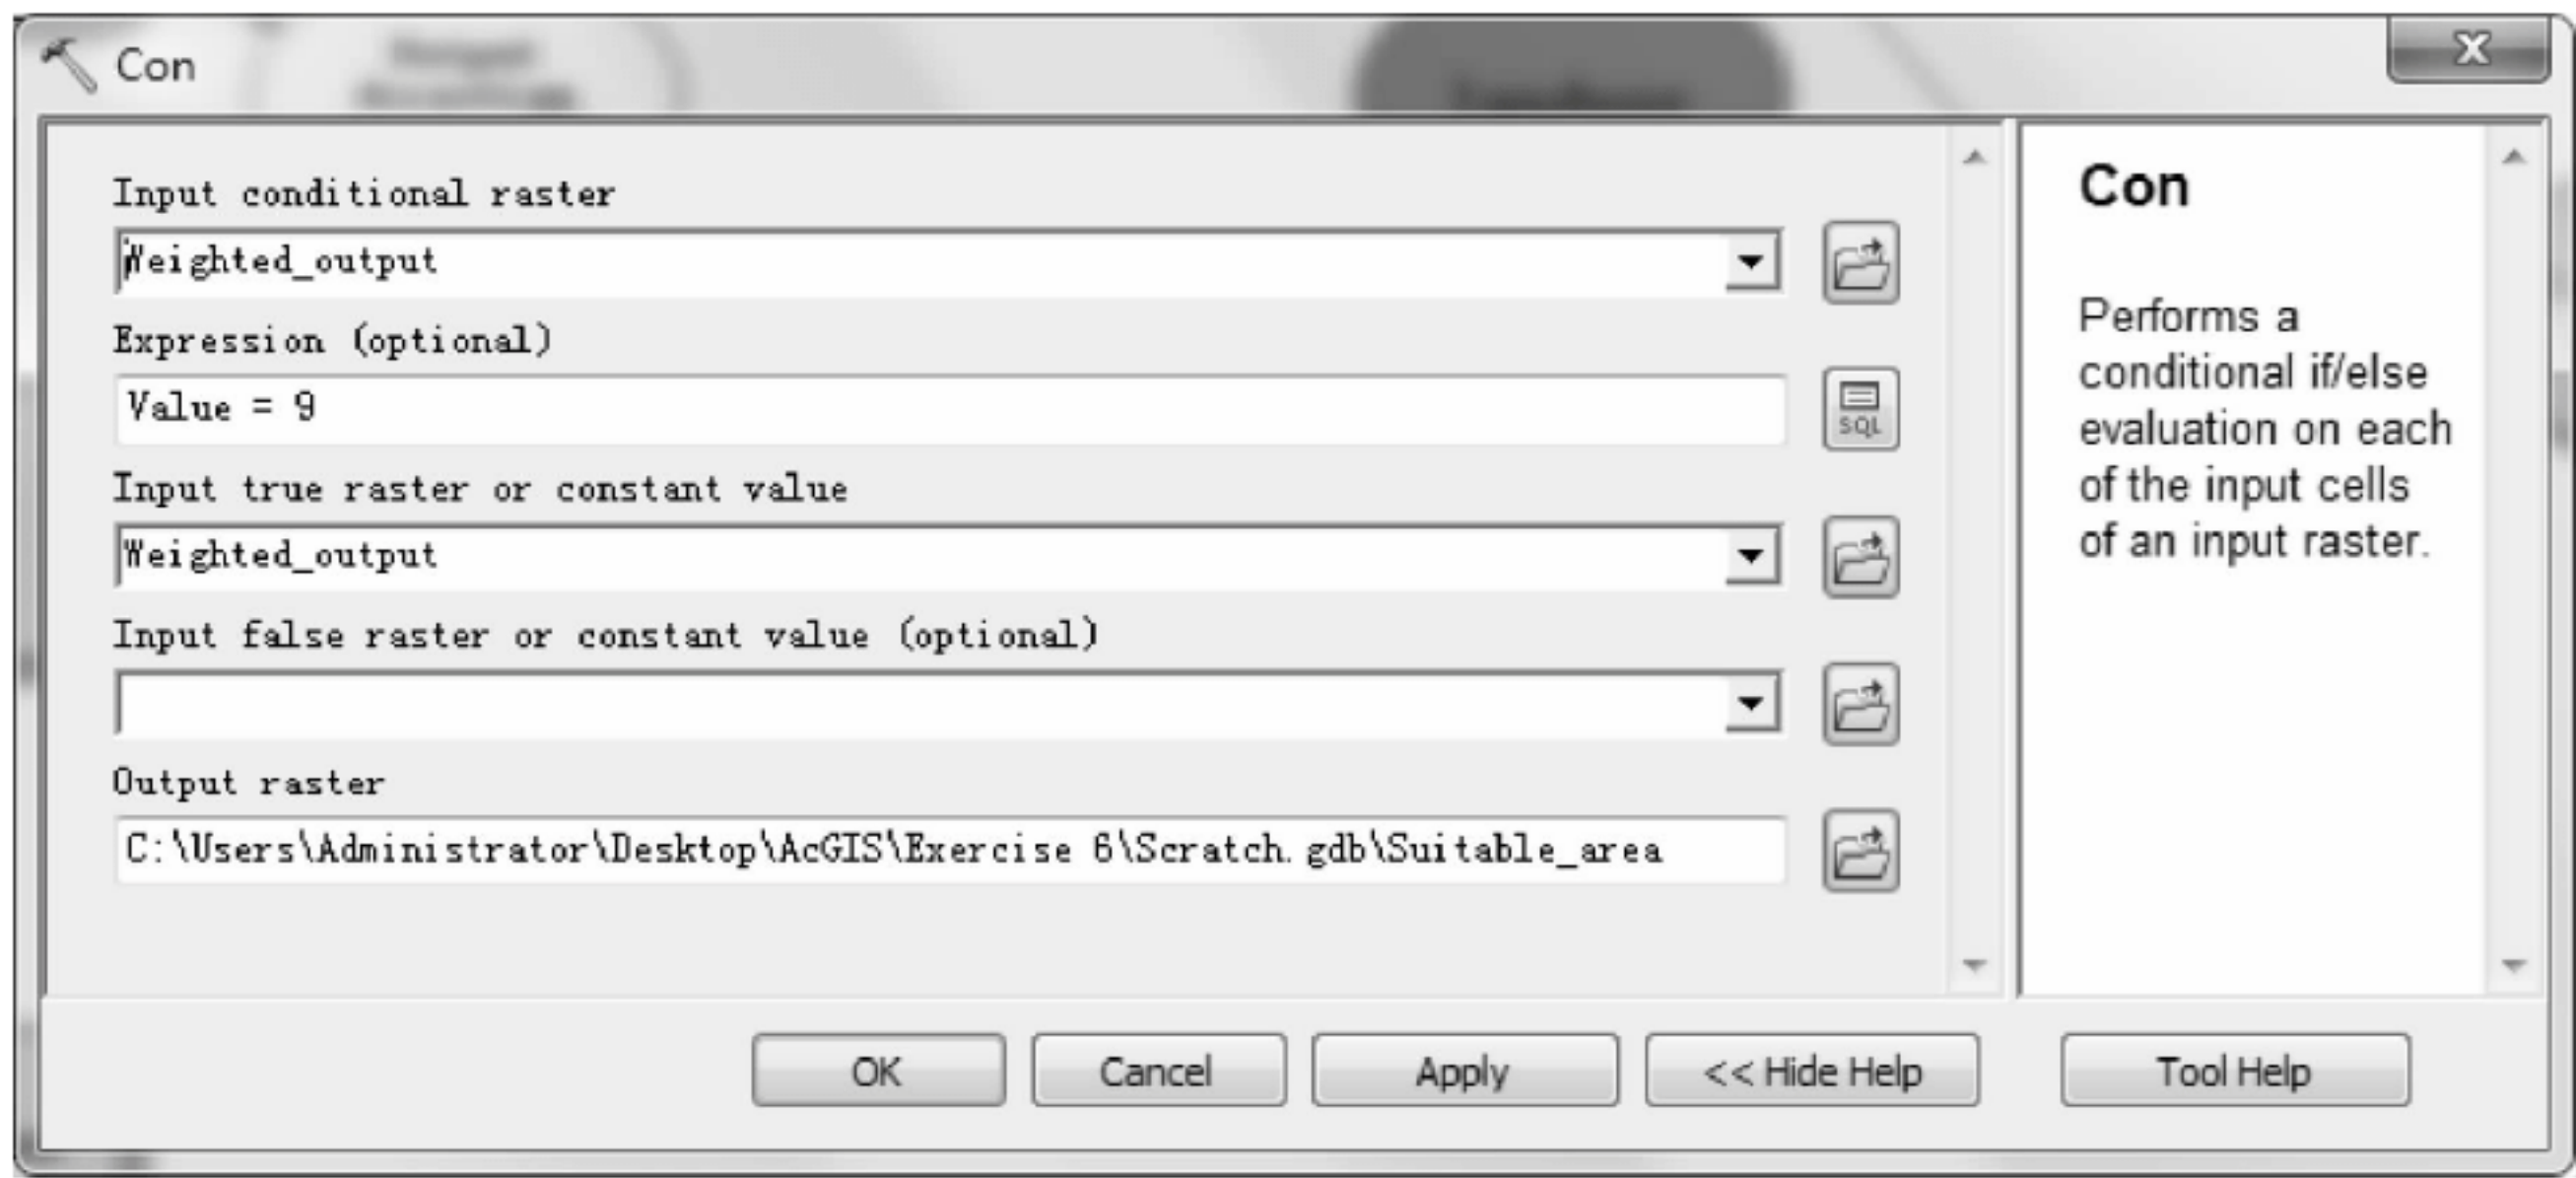 Con
Input conditional raster
Weighted_output
Expression (optional)
Value = 9
SQL
Input true raster or constant value
Weighted_output
Input false raster or constant value (optional)
Output raster
C:\Users\Administrator\Desktop\AcGIS\Exercise 6\Scratch.gdb\Suitable_area
Con
Performs a
conditional if/else
evaluation on each
of the input cells
of an input raster.
OK
Cancel
Apply
<< Hide Help
Tool Help